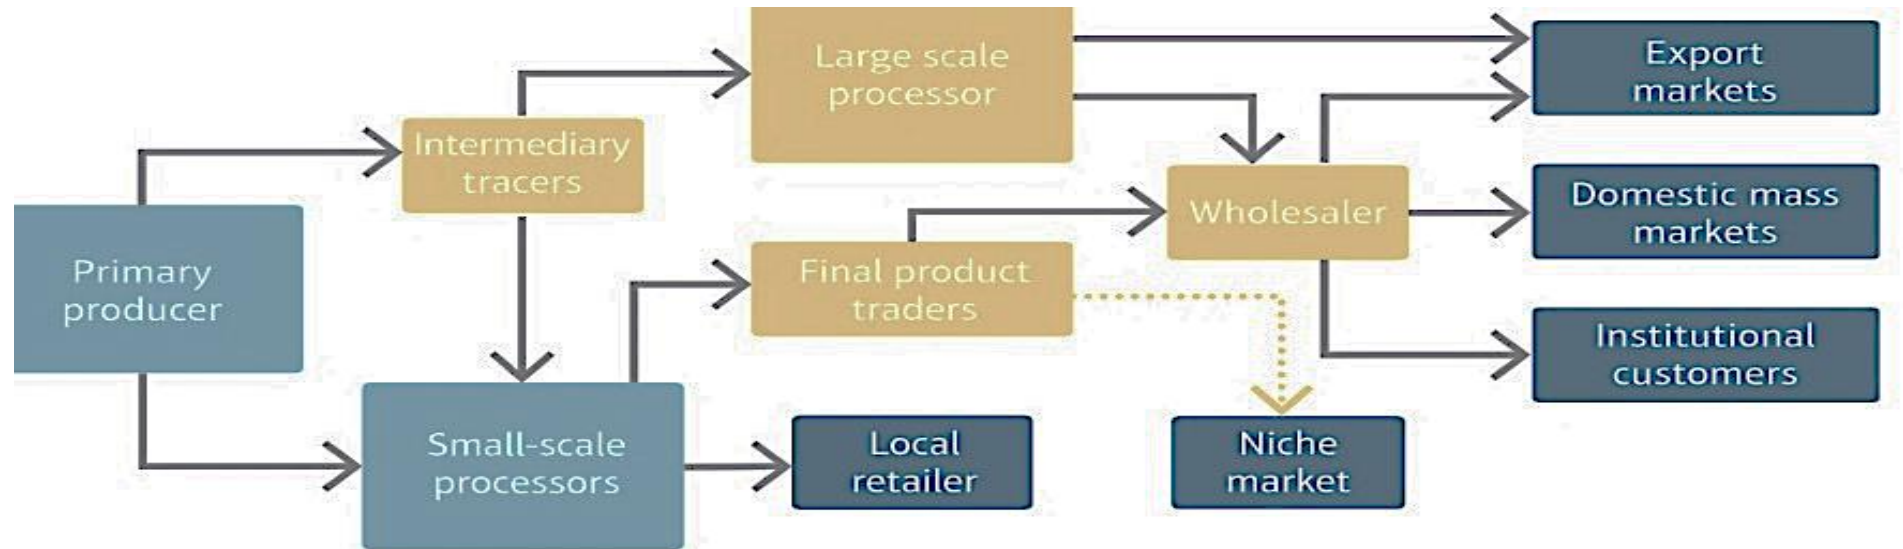 Large scale
processor
Export
markets
Intermediary
tracers
Domestic mass
markets
Wholesaler
Primary
producer
Final product
traders
Institutional
customers
Small-scale
processors
Local
retailer
Niche
market